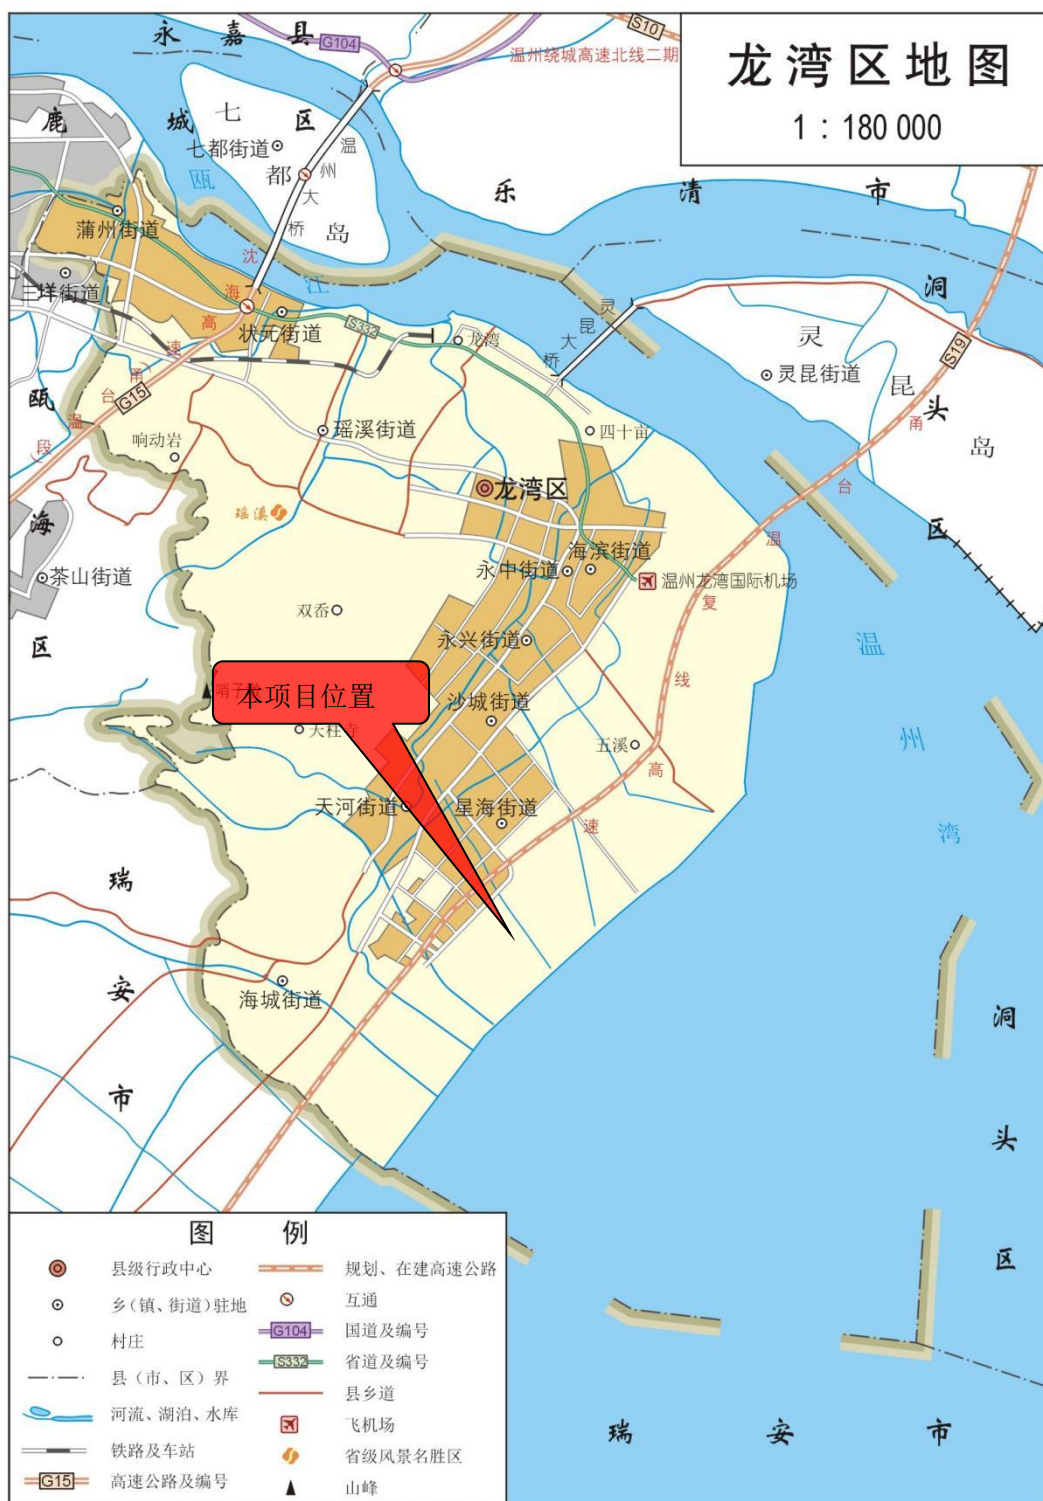 龙湾区地图
1：180 000
永嘉县
G104
S10
温州绕城高速北线二期
鹿城区
七都街道
七都岛
温州大桥
瓯江
乐清市
蒲州街道
三垟街道
状元街道
沈海高速
甬台温段
G15
S332
龙湾
灵昆大桥
灵昆街道
灵昆岛
S19
洞头区
瓯海区
响动岩
瑶溪街道
四十亩
瑶溪
龙湾区
茶山街道
海滨街道
永中街道
温州龙湾国际机场
双岙
永兴街道
甬台温复线高速
温州湾
本项目位置
沙城街道
天柱寺
五溪
天河街道
星海街道
瑞安市
海城街道
洞头区
瑞安市
图例
县级行政中心
乡（镇、街道）驻地
村庄
县（市、区）界
河流、湖泊、水库
铁路及车站
G15
高速公路及编号
规划、在建高速公路
互通
G104
国道及编号
S332
省道及编号
县乡道
飞机场
省级风景名胜区
山峰